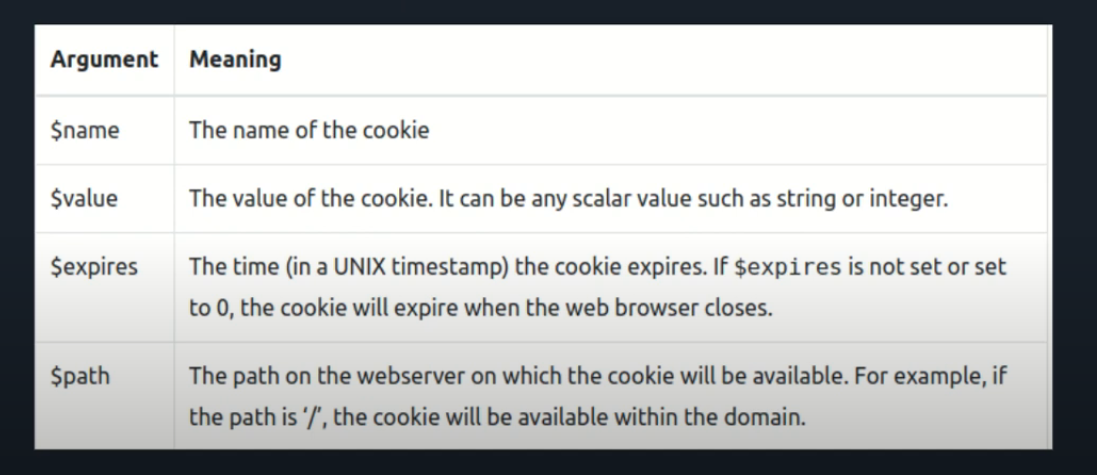 Argument Meaning
$name The name of the cookie
$value The value of the cookie. It can be any scalar value such as string or integer.
$expires The time (in a UNIX timestamp) the cookie expires. If $expires is not set or set
to 0, the cookie will expire when the web browser closes.
$path The path on the webserver on which the cookie will be available. For example, if
the path is ‘/’, the cookie will be available within the domain.